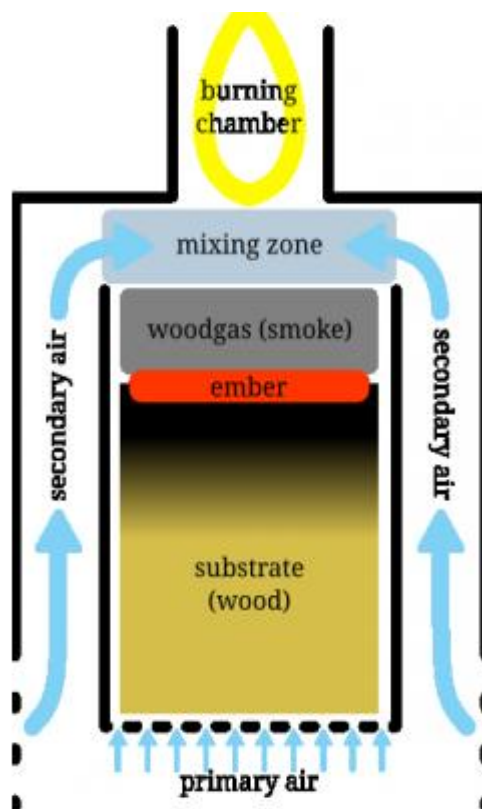 burning
chamber
mixing zone
woodgas (smoke)
ember
secondary air
secondary air
substrate
(wood)
primary air